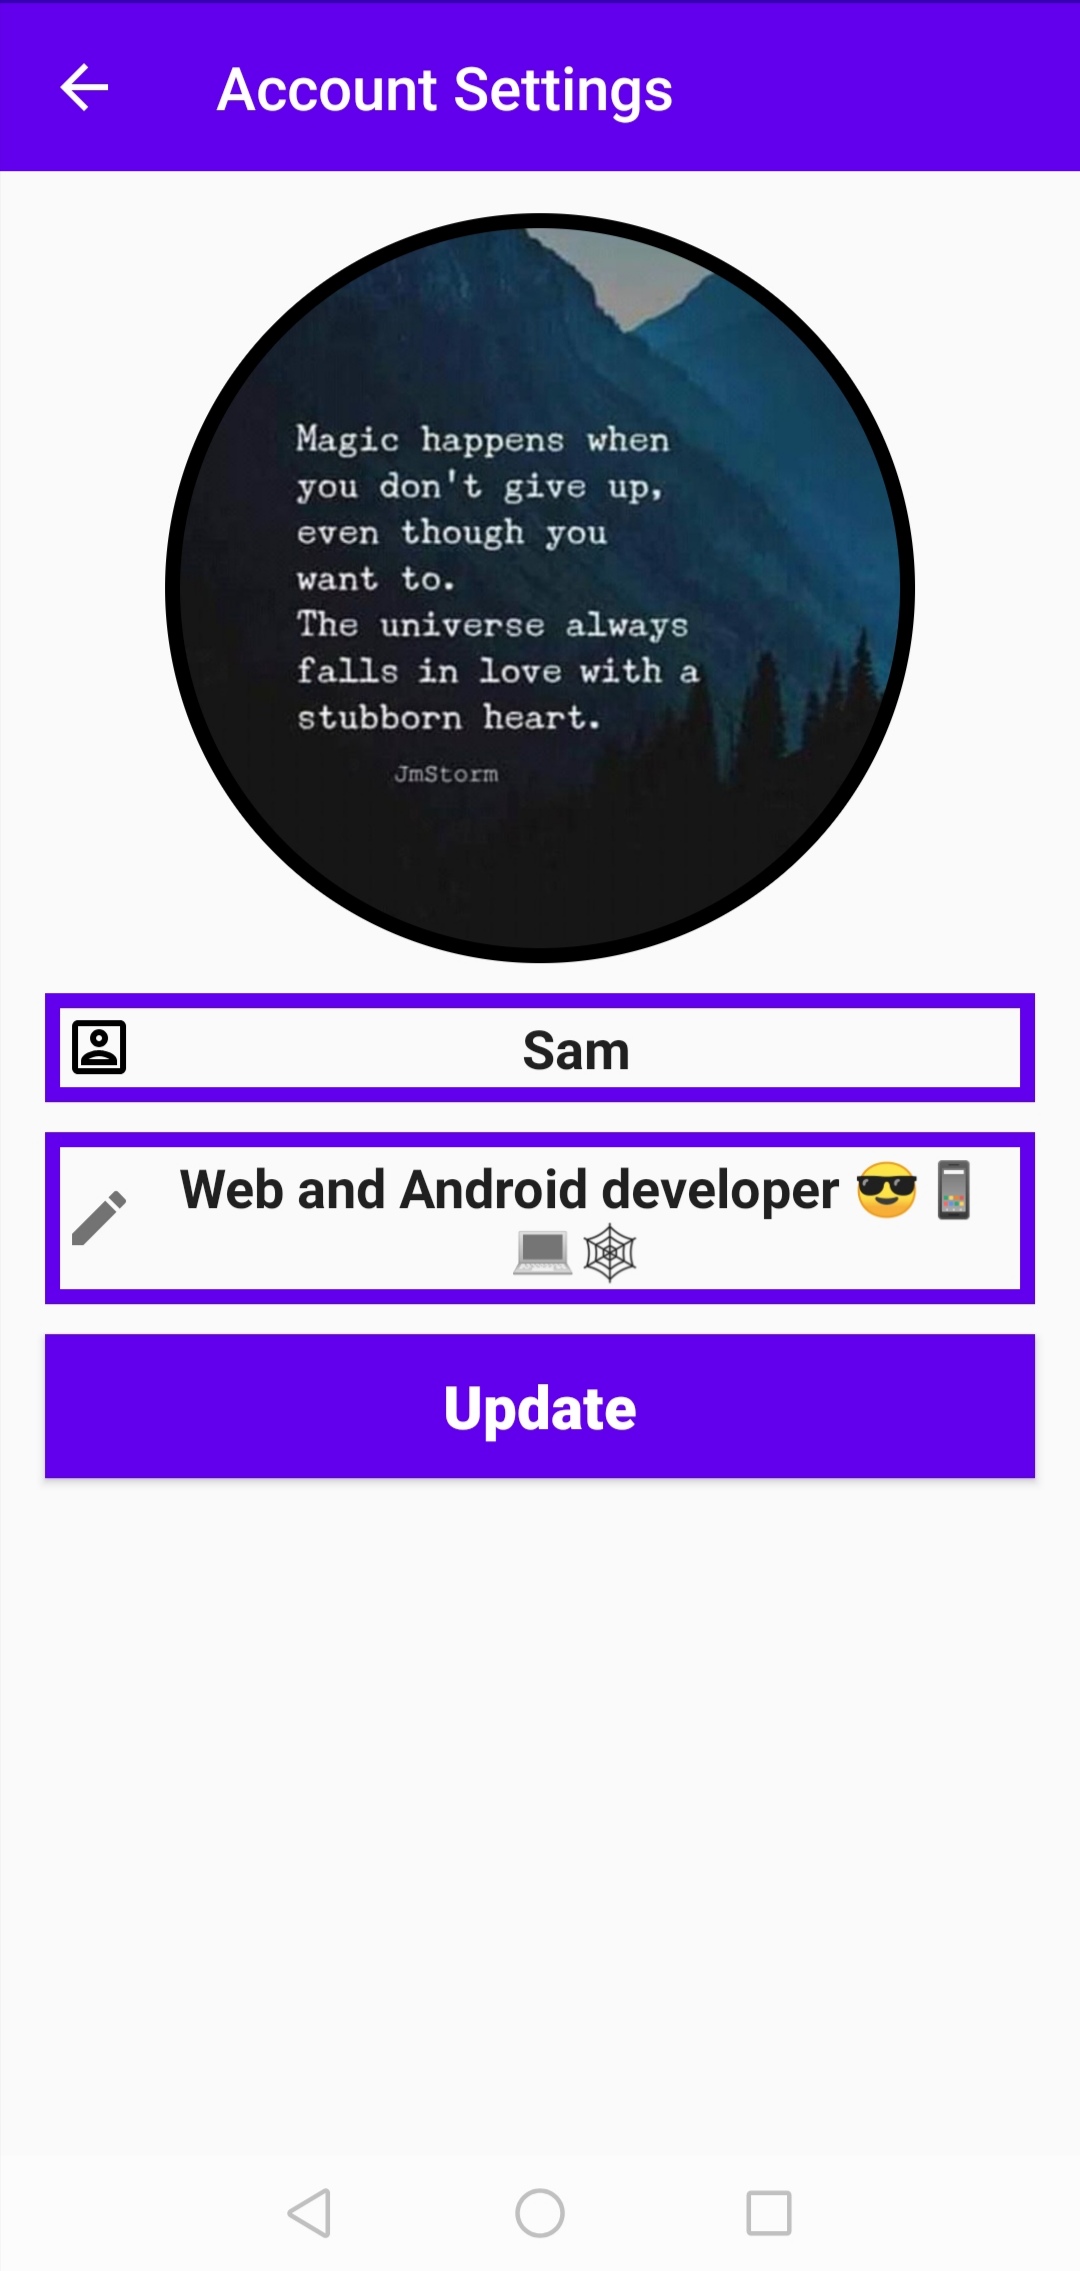 Account Settings
Magic happens when
you don't give up,
even though you
want to.
The universe always
falls in love with a
stubborn heart.
JmStorm
Sam
Web and Android developer 😎📱
💻🕸️
Update